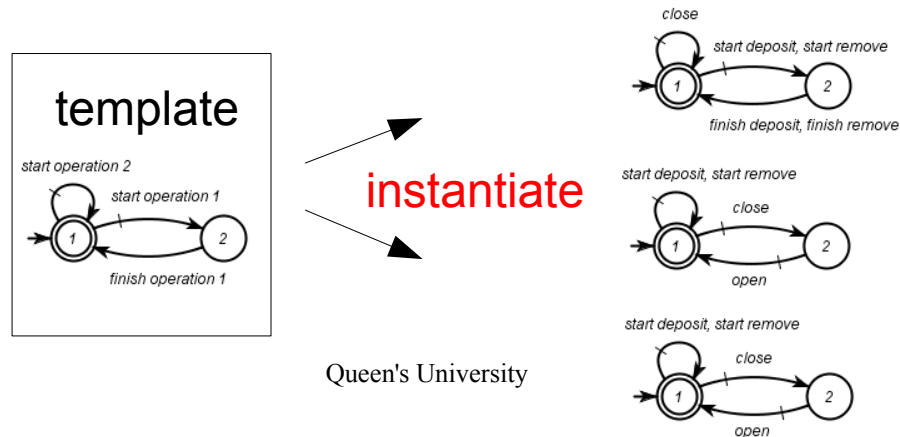 template
start operation 2
start operation 1
1
2
finish operation 1
instantiate
Queen's University
close
start deposit, start remove
1
2
finish deposit, finish remove
start deposit, start remove
close
1
2
open
start deposit, start remove
close
1
2
open